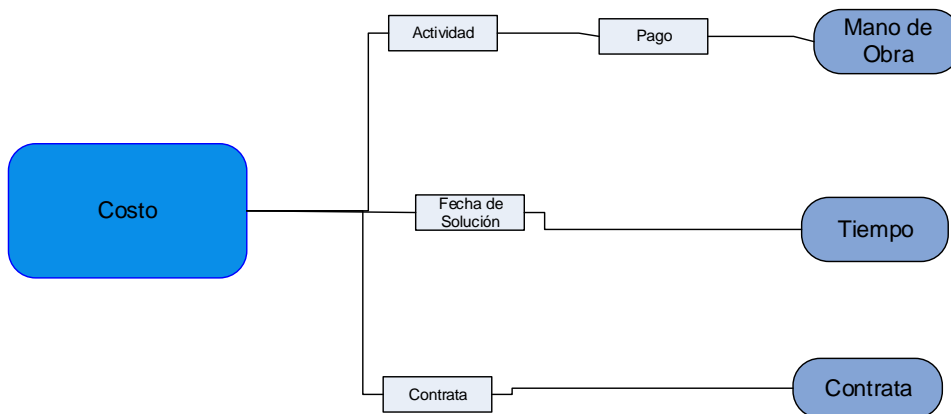 Actividad
Pago
Mano de
Obra
Costo
Fecha de
Solución
Tiempo
Contrata
Contrata